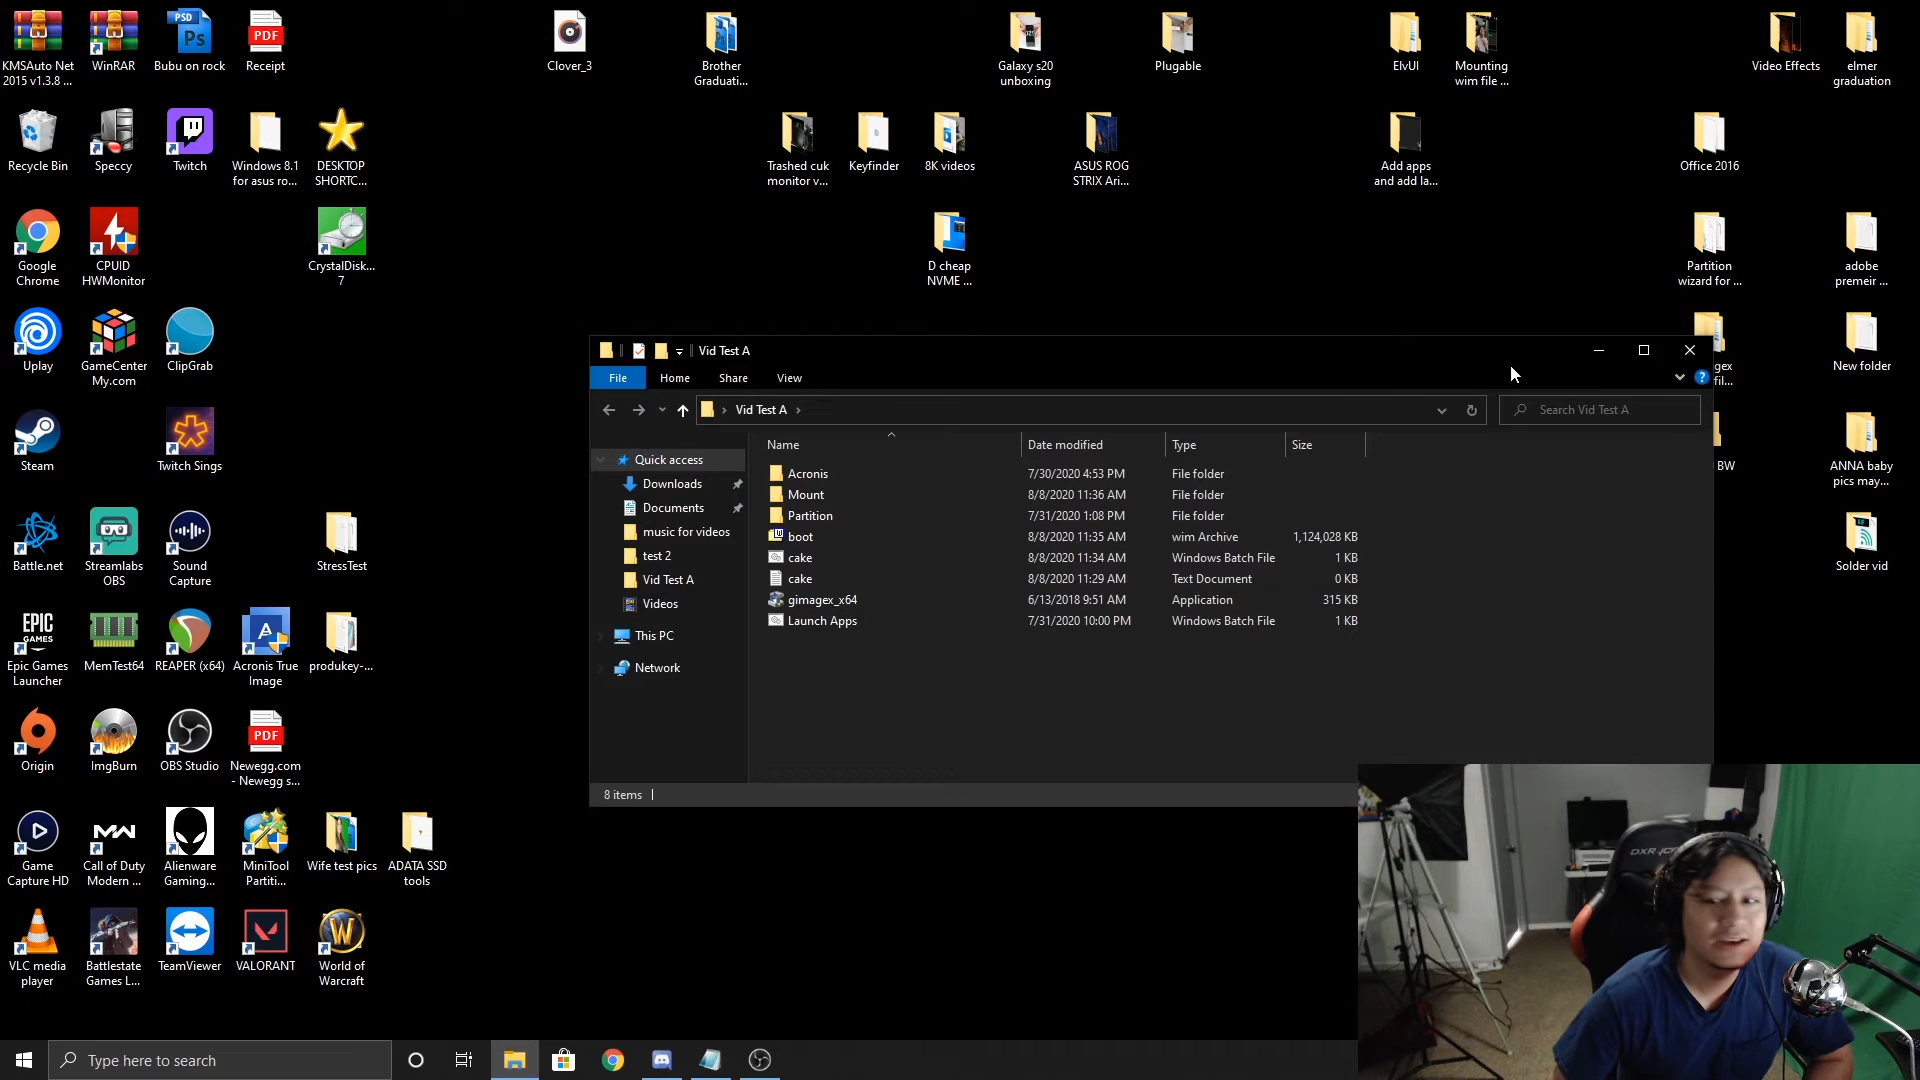 KMSAuto Net
2015 v1.3.8 ...
WinRAR
PSD
Ps
Bubu on rock
PDF
Receipt
Clover_3
Brother
Graduati...
Galaxy s20
unboxing
Plugable
ElvUI
Mounting
wim file ...
Video Effects
elmer
graduation
Recycle Bin
Speccy
Twitch
Windows 8.1
for asus ro...
DESKTOP
SHORTC...
Trashed cuk
monitor v...
Keyfinder
8K videos
ASUS ROG
STRIX Ari...
Add apps
and add la...
Office 2016
Google
Chrome
CPUID
HWMonitor
CrystalDisk...
7
D cheap
NVME ...
Partition
wizard for ...
adobe
premeir ...
Uplay
GameCenter
My.com
ClipGrab
gex
fil...
New folder
Steam
Twitch Sings
BW
ANNA baby
pics may...
Battle.net
Streamlabs
OBS
Sound
Capture
StressTest
Solder vid
EPIC
GAMES
Epic Games
Launcher
MemTest64
REAPER (x64)
A
Acronis True
Image
produkey-...
Origin
ImgBurn
OBS Studio
PDF
Newegg.com
- Newegg s...
Game
Capture HD
MW
Call of Duty
Modern ...
Alienware
Gaming...
MiniTool
Partiti...
Wife test pics
ADATA SSD
tools
VLC media
player
Battlestate
Games L...
TeamViewer
VALORANT
W
World of
Warcraft
Vid Test A
File
Home
Share
View
?
Vid Test A
Search Vid Test A
Name
Date modified
Type
Size
Quick access
Downloads
Documents
music for videos
test 2
Vid Test A
Videos
This PC
Network
Acronis 7/30/2020 4:53 PM File folder
Mount 8/8/2020 11:36 AM File folder
Partition 7/31/2020 1:08 PM File folder
boot 8/8/2020 11:35 AM wim Archive 1,124,028 KB
cake 8/8/2020 11:34 AM Windows Batch File 1 KB
cake 8/8/2020 11:29 AM Text Document 0 KB
gimagex_x64 6/13/2018 9:51 AM Application 315 KB
Launch Apps 7/31/2020 10:00 PM Windows Batch File 1 KB
8 items
Type here to search